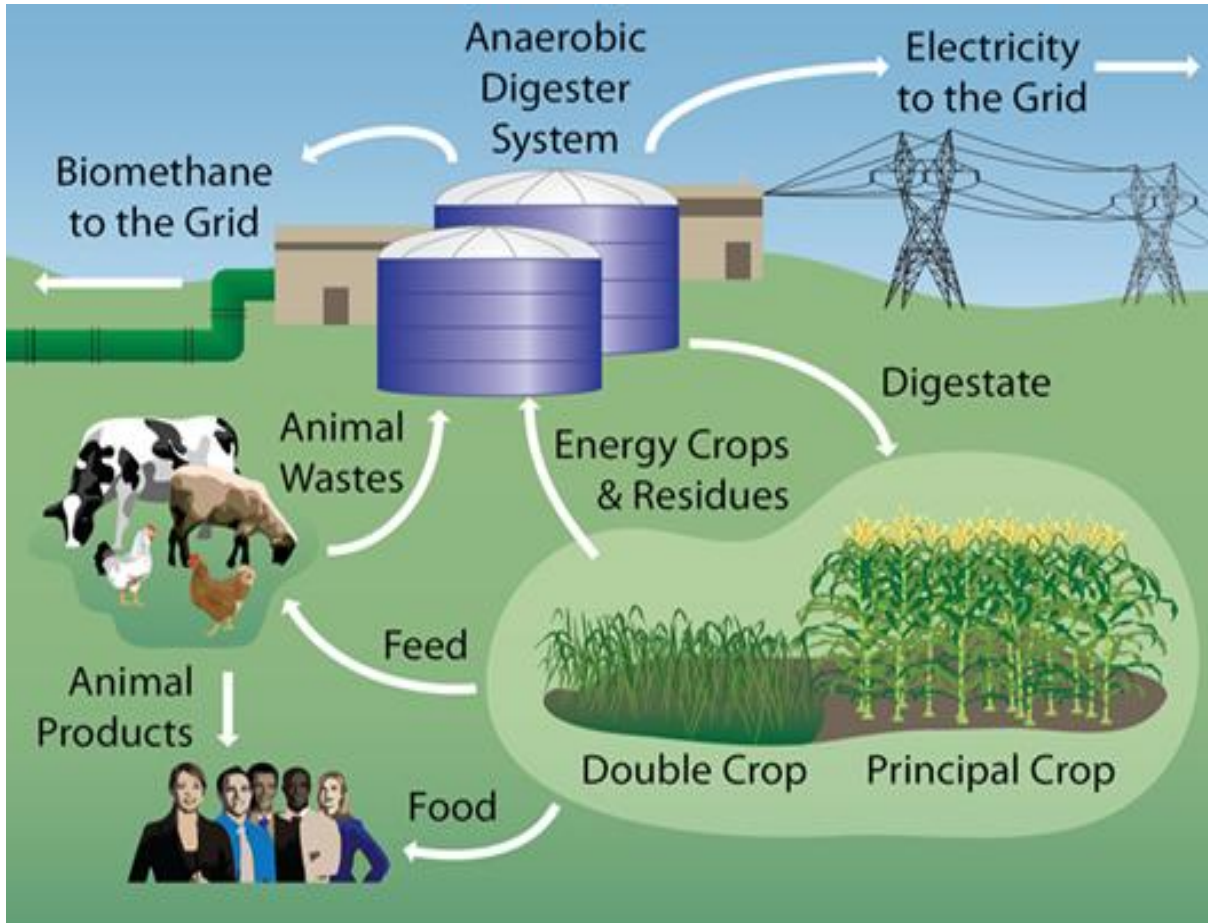 Anaerobic
Digester
System
Electricity
to the Grid
Biomethane
to the Grid
Digestate
Animal
Wastes
Energy Crops
& Residues
Feed
Animal
Products
Double Crop
Principal Crop
Food